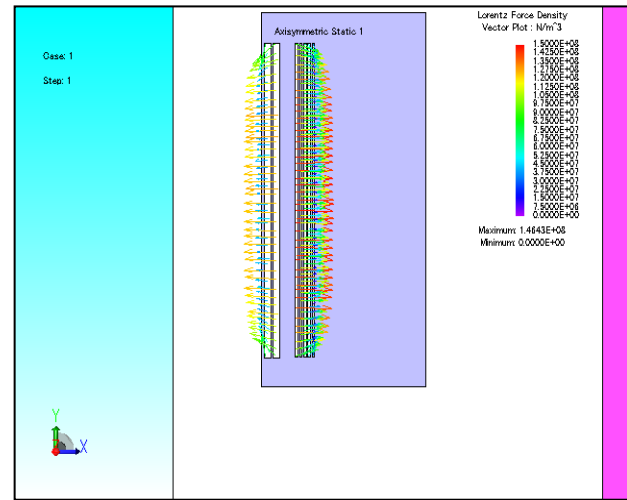 Lorentz Force Density
Vector Plot : N/m^3
Axisymmetric Static 1
Case: 1
Step: 1
1.5000E+08
1.4250E+08
1.3500E+08
1.2750E+08
1.2000E+08
1.1250E+08
1.0500E+08
9.7500E+07
9.0000E+07
8.2500E+07
7.5000E+07
6.7500E+07
6.0000E+07
5.2500E+07
4.5000E+07
3.7500E+07
3.0000E+07
2.2500E+07
1.5000E+07
7.5000E+06
0.0000E+00
Maximum: 1.4643E+08
Minimum: 0.0000E+00
Y
X